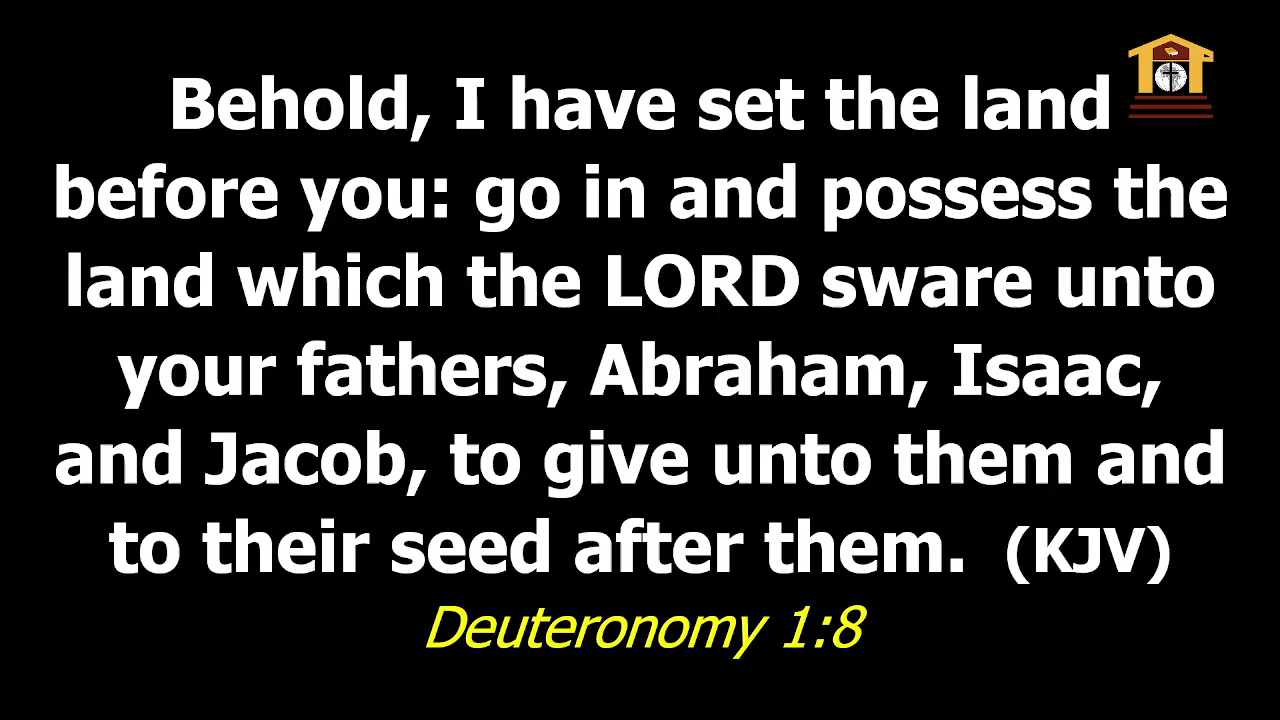 Behold, I have set the land
before you: go in and possess the
land which the LORD sware unto
your fathers, Abraham, Isaac,
and Jacob, to give unto them and
to their seed after them. (KJV)
Deuteronomy 1:8